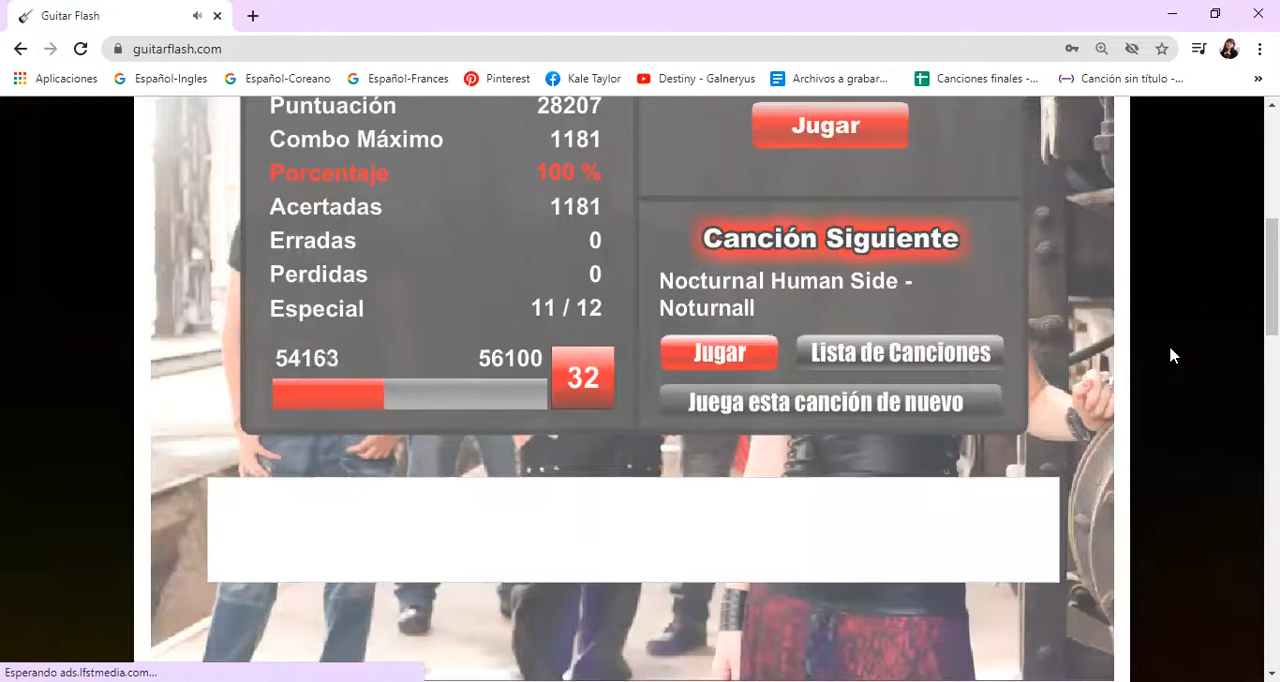 Guitar Flash
guitarflash.com
Aplicaciones Español-Ingles Español-Coreano Español-Frances Pinterest Kale Taylor Destiny - Galneryus Archivos a grabar... Canciones finales -... Canción sin título -... »
Puntuación 28207
Combo Máximo 1181
Porcentaje 100 %
Acertadas 1181
Erradas 0
Perdidas 0
Especial 11 / 12
54163 56100 32
Jugar
Canción Siguiente
Nocturnal Human Side -
Noturnall
Jugar Lista de Canciones
Juega esta canción de nuevo
Esperando ads.lfstmedia.com...